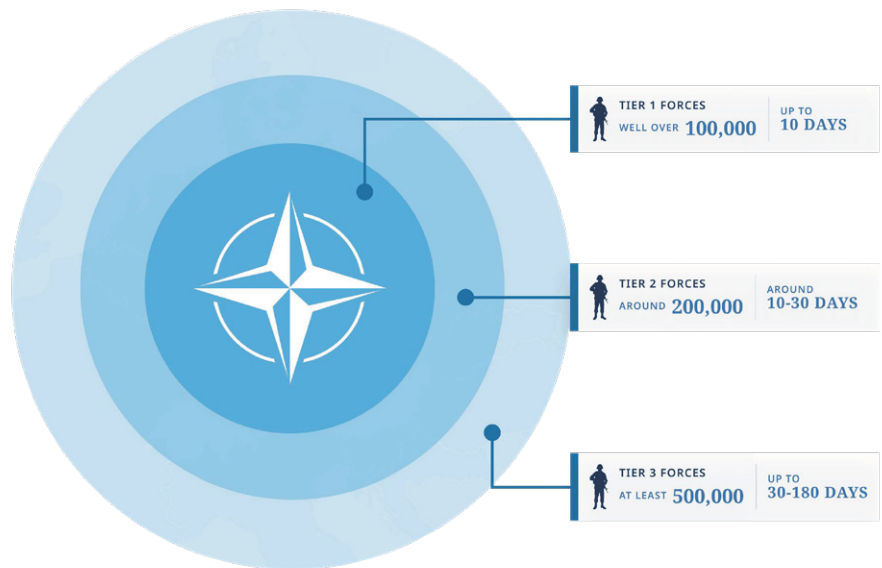 TIER 1 FORCES
WELL OVER 100,000
UP TO
10 DAYS
TIER 2 FORCES
AROUND 200,000
AROUND
10-30 DAYS
TIER 3 FORCES
AT LEAST 500,000
UP TO
30-180 DAYS